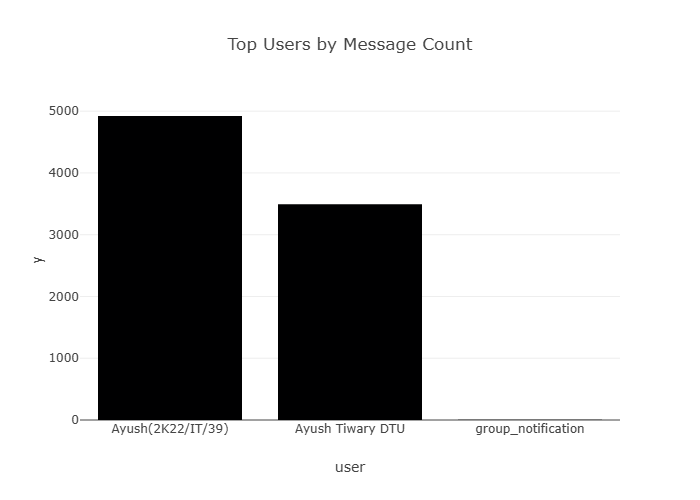 Top Users by Message Count
5000
4000
3000
2000
1000
0
y
Ayush(2K22/IT/39) Ayush Tiwary DTU group_notification
user